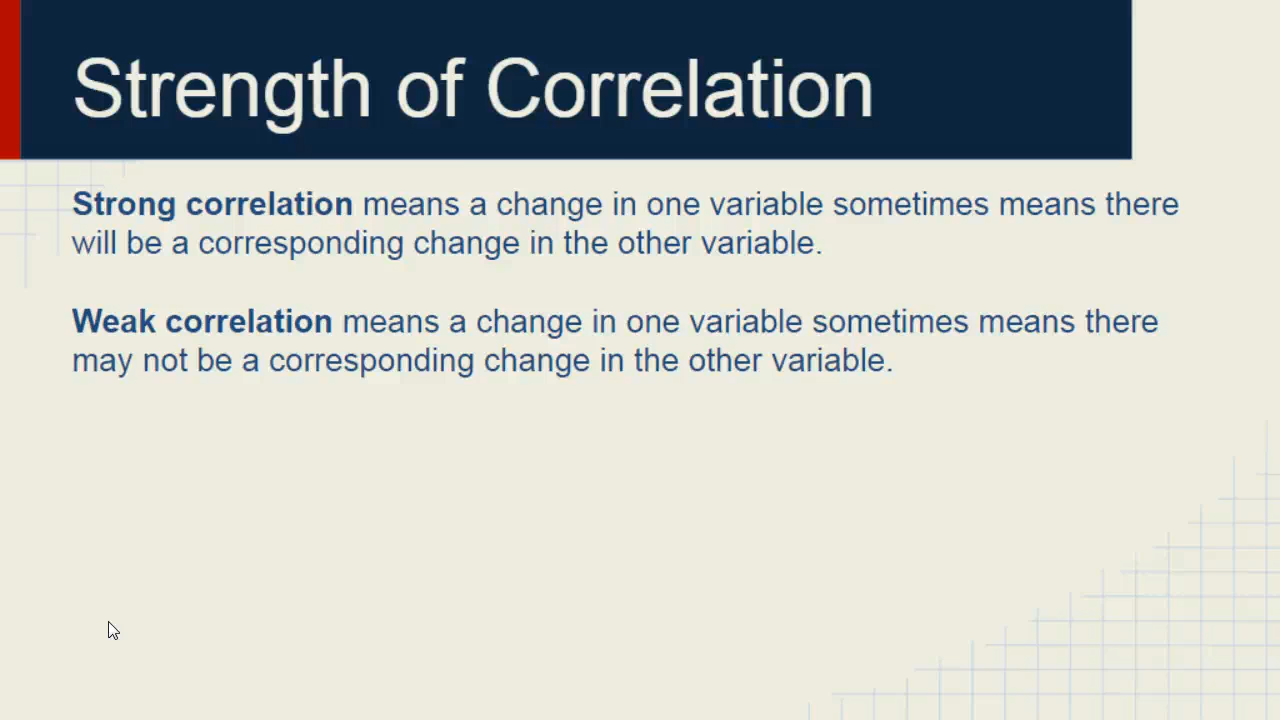 Strength of Correlation
Strong correlation means a change in one variable sometimes means there
will be a corresponding change in the other variable.
Weak correlation means a change in one variable sometimes means there
may not be a corresponding change in the other variable.